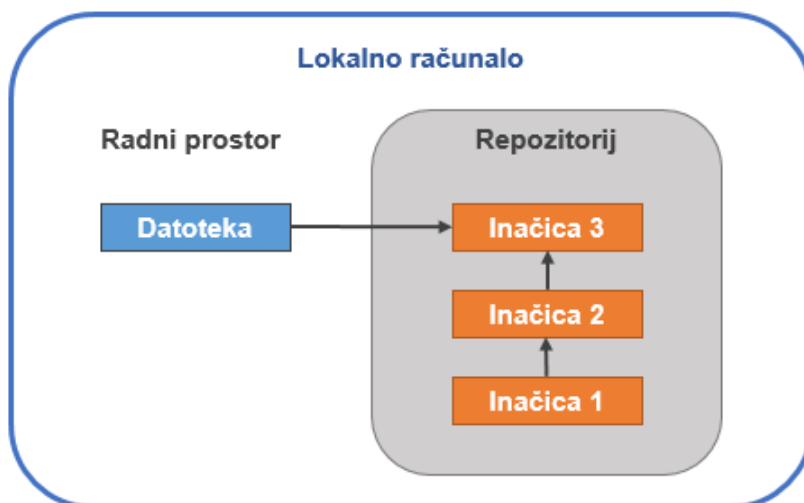 Lokalno računalo
Radni prostor
Repozitorij
Datoteka
Inačica 3
Inačica 2
Inačica 1